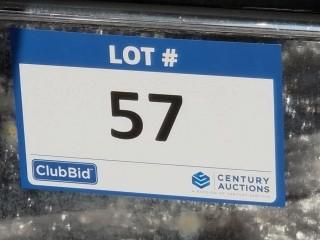 LOT #
57
ClubBid
CENTURY
AUCTIONS